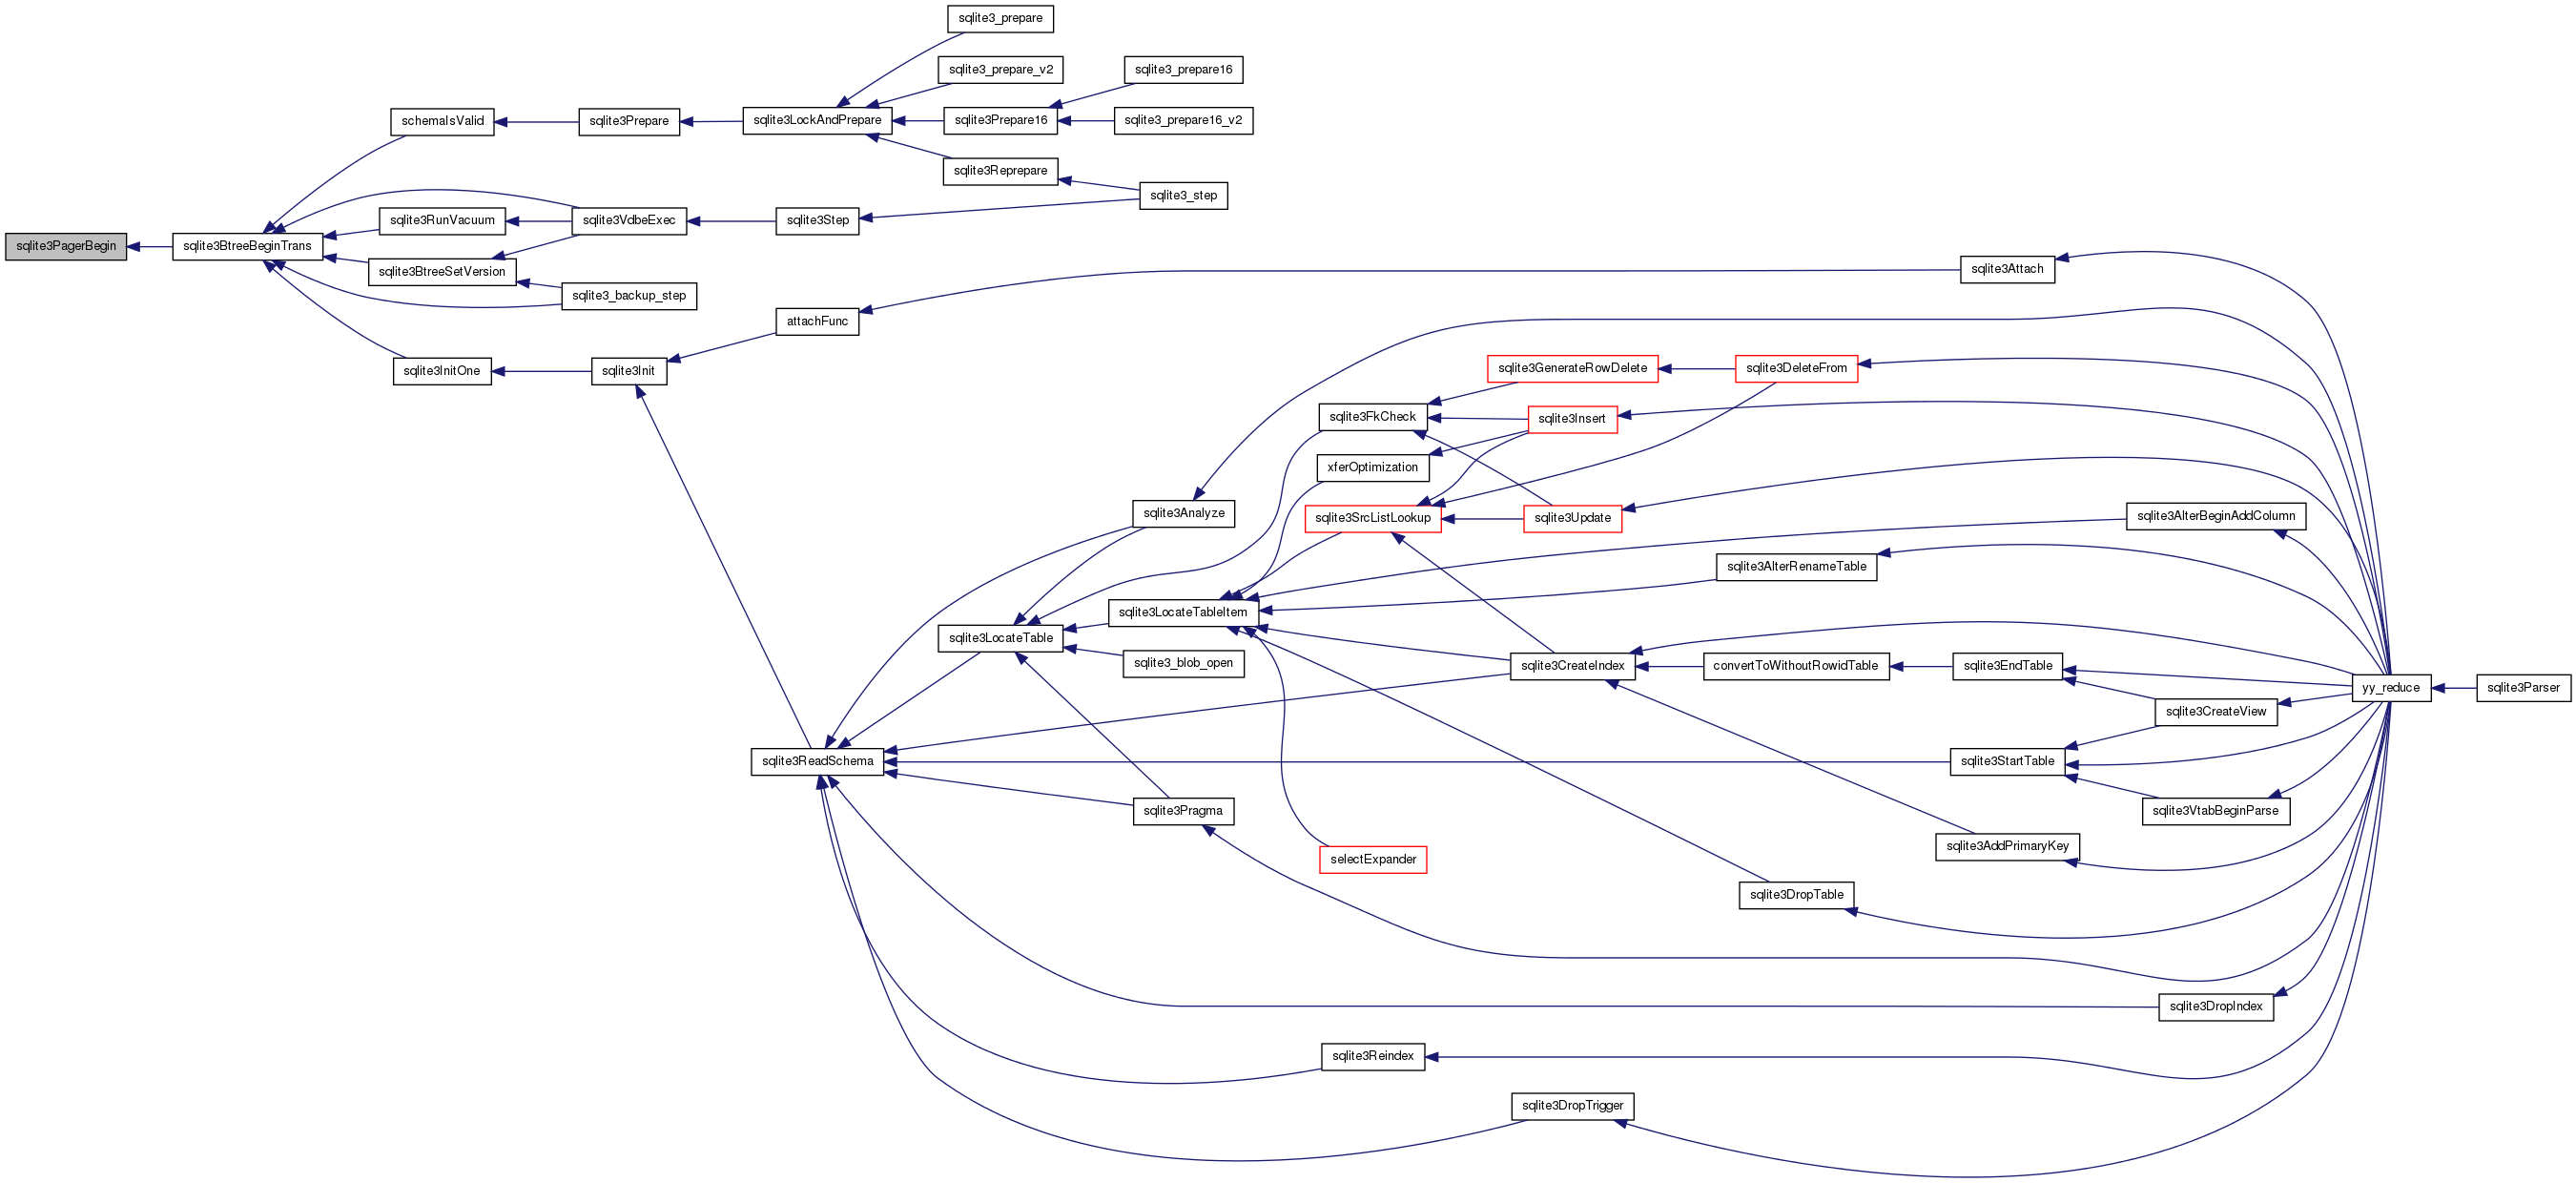 sqlite3_prepare
sqlite3_prepare_v2
sqlite3_prepare16
schemaIsValid
sqlite3Prepare
sqlite3LockAndPrepare
sqlite3Prepare16
sqlite3_prepare16_v2
sqlite3Reprepare
sqlite3_step
sqlite3RunVacuum
sqlite3VdbeExec
sqlite3Step
sqlite3PagerBegin
sqlite3BtreeBeginTrans
sqlite3BtreeSetVersion
sqlite3Attach
sqlite3_backup_step
attachFunc
sqlite3InitOne
sqlite3Init
sqlite3GenerateRowDelete
sqlite3DeleteFrom
sqlite3FkCheck
sqlite3Insert
xferOptimization
sqlite3Analyze
sqlite3SrcListLookup
sqlite3Update
sqlite3AlterBeginAddColumn
sqlite3AlterRenameTable
sqlite3LocateTableItem
sqlite3LocateTable
sqlite3_blob_open
sqlite3CreateIndex
convertToWithoutRowidTable
sqlite3EndTable
yy_reduce
sqlite3Parser
sqlite3CreateView
sqlite3ReadSchema
sqlite3StartTable
sqlite3Pragma
sqlite3VtabBeginParse
sqlite3AddPrimaryKey
selectExpander
sqlite3DropTable
sqlite3DropIndex
sqlite3Reindex
sqlite3DropTrigger